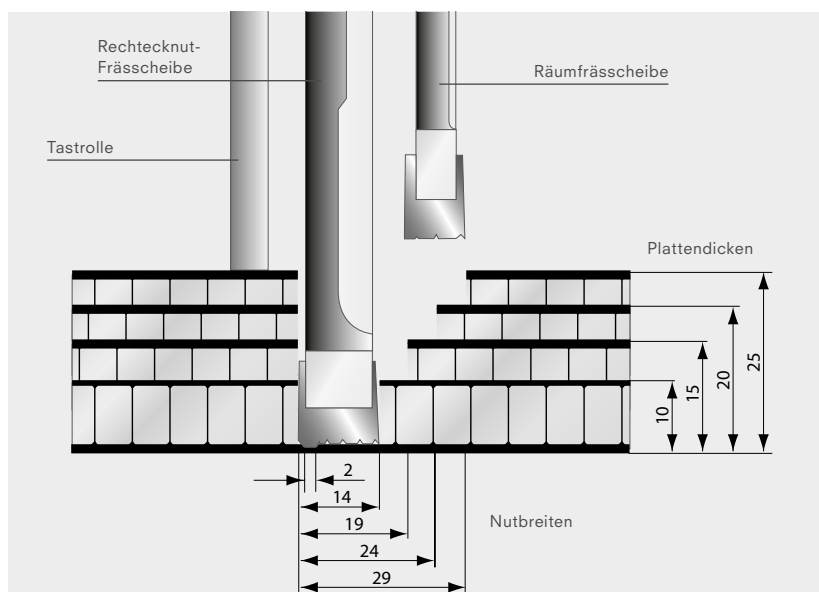 Rechtecknut-
Frässcheibe
Räumfrässcheibe
Tastrolle
Plattendicken
10
15
20
25
2
14
19
24
29
Nutbreiten